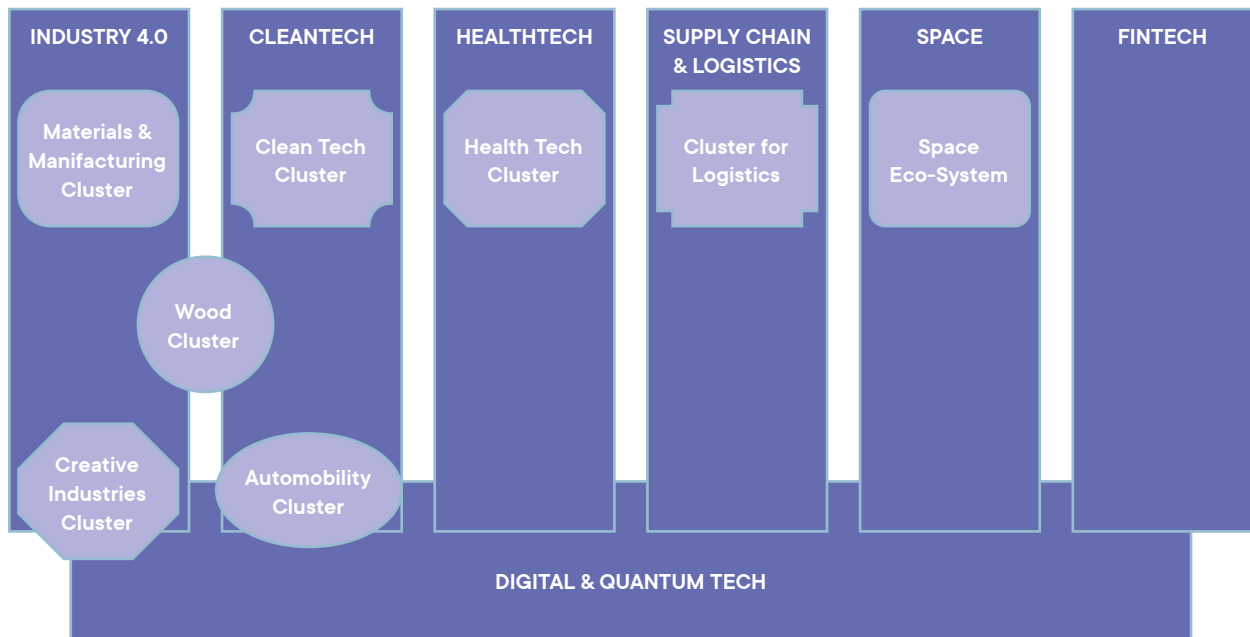 INDUSTRY 4.0
CLEANTECH
HEALTHTECH
SUPPLY CHAIN
& LOGISTICS
SPACE
FINTECH
Materials &
Manifacturing
Cluster
Clean Tech
Cluster
Health Tech
Cluster
Cluster for
Logistics
Space
Eco-System
Wood
Cluster
Creative
Industries
Cluster
Automobility
Cluster
DIGITAL & QUANTUM TECH